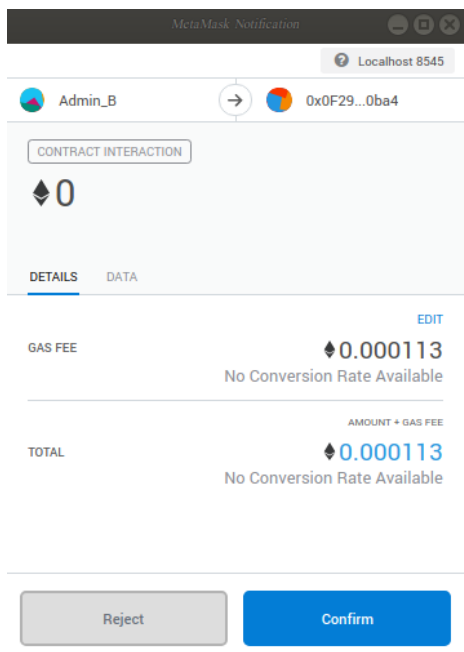 MetaMask Notification
? Localhost 8545
Admin_B
0x0F29...0ba4
CONTRACT INTERACTION
0
DETAILS DATA
EDIT
GAS FEE
0.000113
No Conversion Rate Available
AMOUNT + GAS FEE
TOTAL
0.000113
No Conversion Rate Available
Reject
Confirm